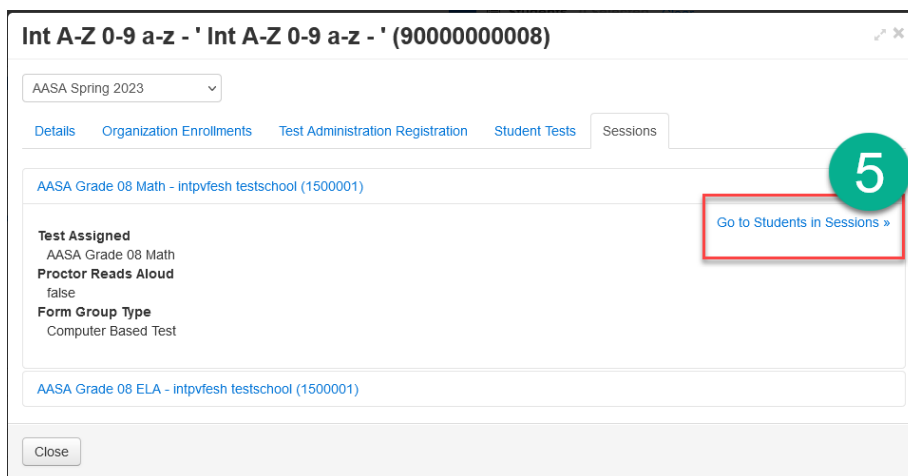 Int A-Z 0-9 a-z - ' Int A-Z 0-9 a-z - ' (90000000008)
AASA Spring 2023
Details Organization Enrollments Test Administration Registration Student Tests Sessions
5
AASA Grade 08 Math - intpvfesh testschool (1500001)
Go to Students in Sessions »
Test Assigned
AASA Grade 08 Math
Proctor Reads Aloud
false
Form Group Type
Computer Based Test
AASA Grade 08 ELA - intpvfesh testschool (1500001)
Close